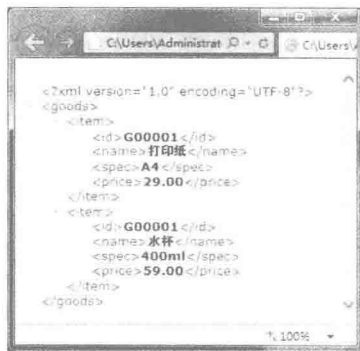 C:\Users\Administrat
C:\Users\
<?xml version="1.0" encoding="UTF-8"?>
<goods>
- <item>
<id>G00001</id>
<name>打印纸</name>
<spec>A4</spec>
<price>29.00</price>
</item>
- <item>
<id>G00001</id>
<name>水杯</name>
<spec>400ml</spec>
<price>59.00</price>
</item>
</goods>
100%